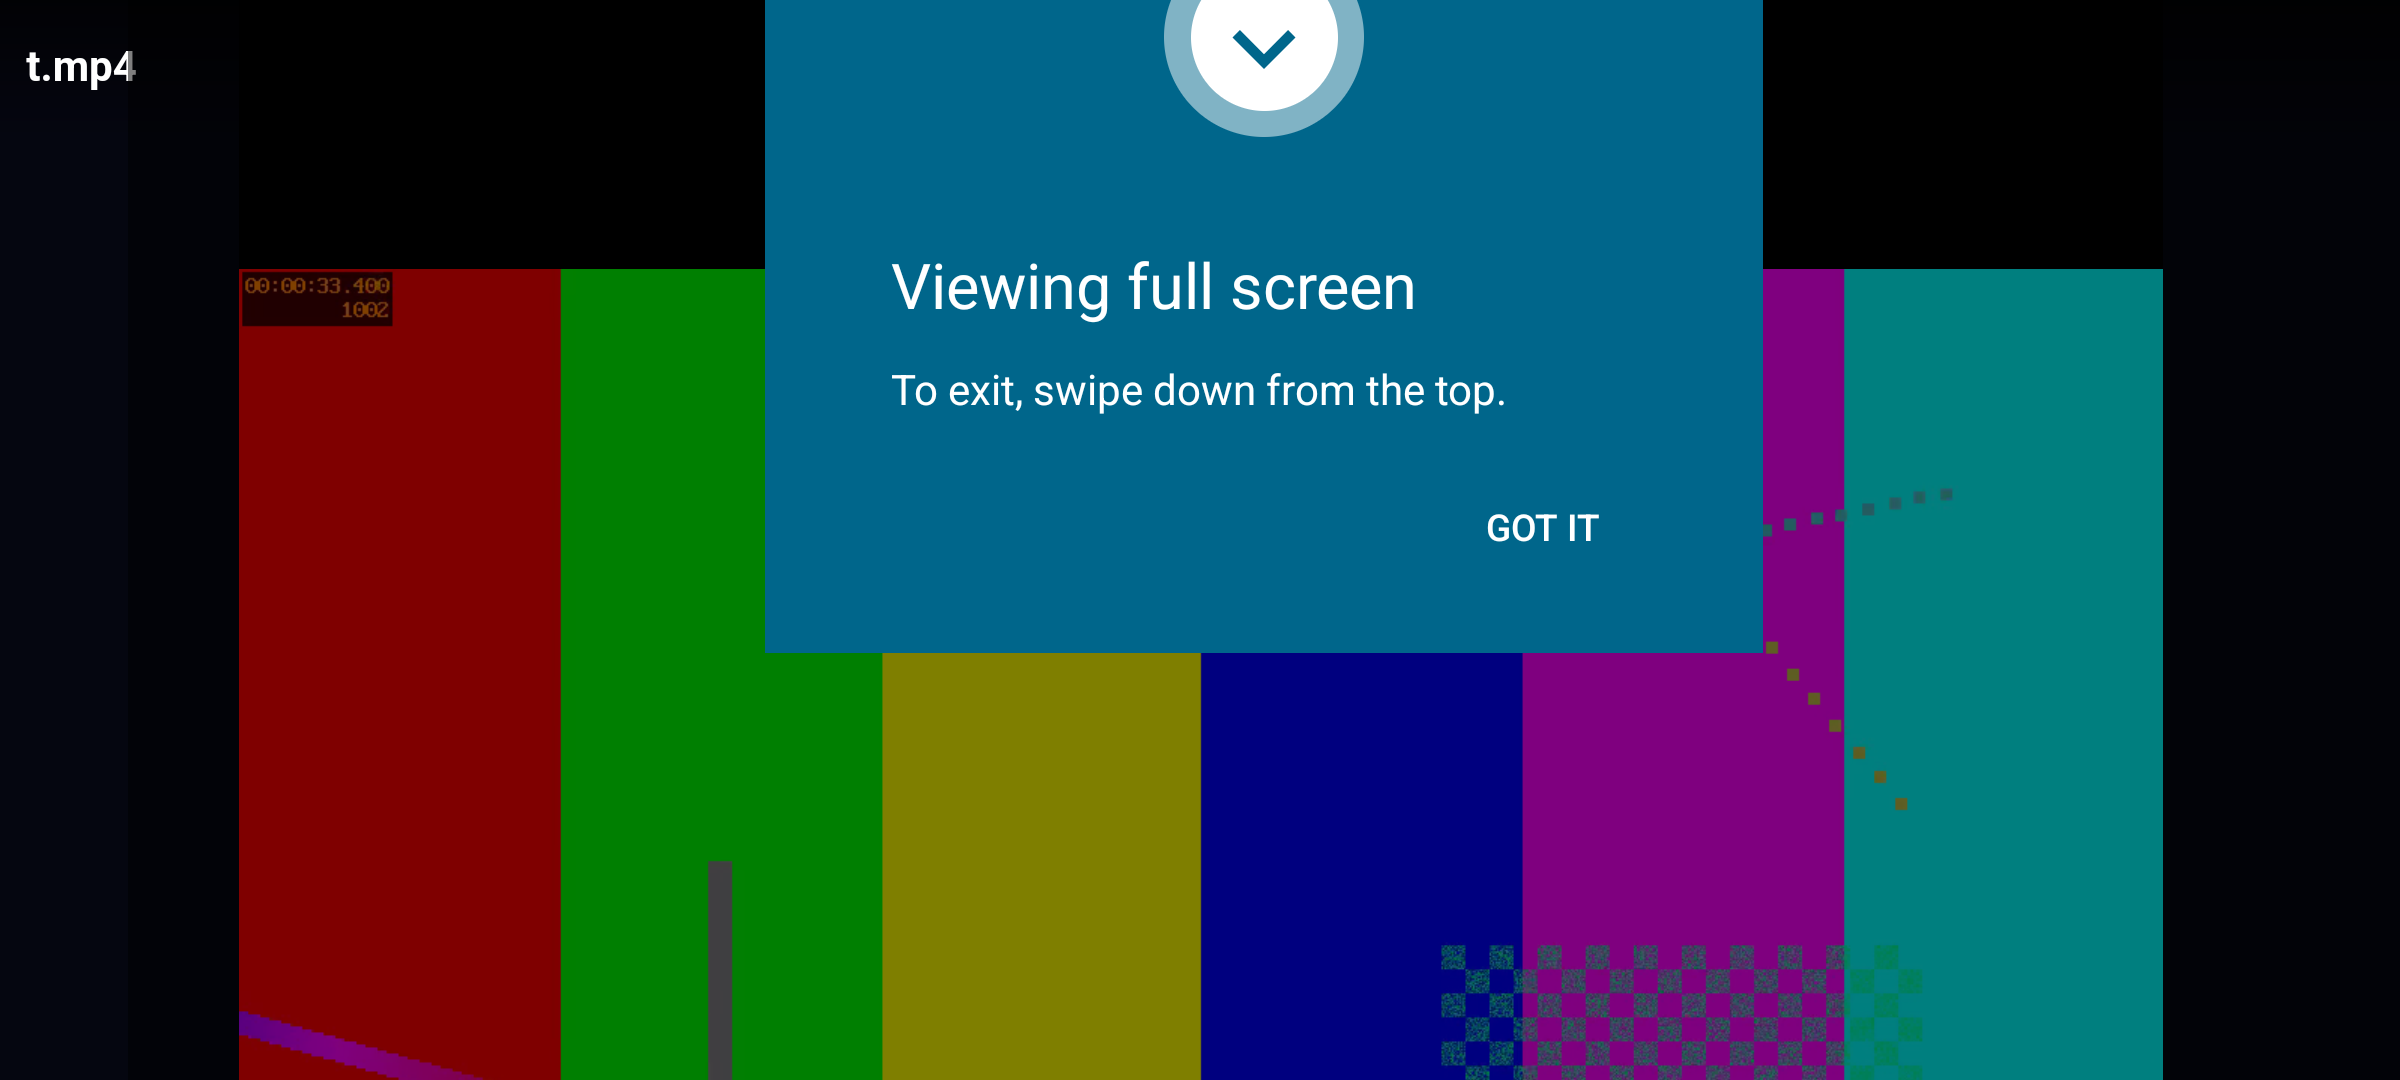 t.mp4
00:00:33.400
1002
Viewing full screen
To exit, swipe down from the top.
GOT IT